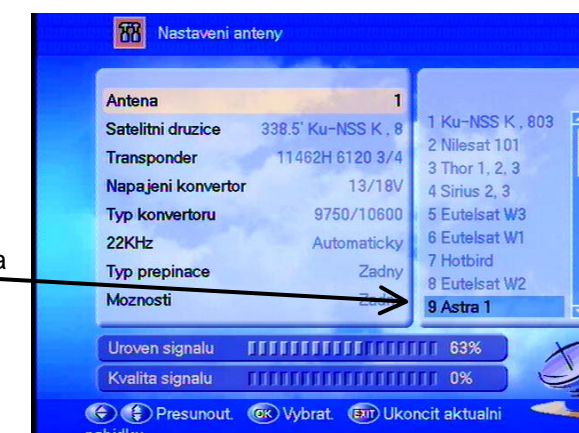 Nastaveni anteny
Antena 1
Satelitni druzice 338.5' Ku-NSS K , 8
Transponder 11462H 6120 3/4
Napajeni konvertor 13/18V
Typ konvertoru 9750/10600
22KHz Automaticky
Typ prepinace Zadny
Moznosti Zadny
1 Ku-NSS K , 803
2 Nilesat 101
3 Thor 1, 2, 3
4 Sirius 2, 3
5 Eutelsat W3
6 Eutelsat W1
7 Hotbird
8 Eutelsat W2
9 Astra 1
a
Uroven signalu 63%
Kvalita signalu 0%
Presunout. OK Vybrat. EXIT Ukoncit aktualni
nabidku